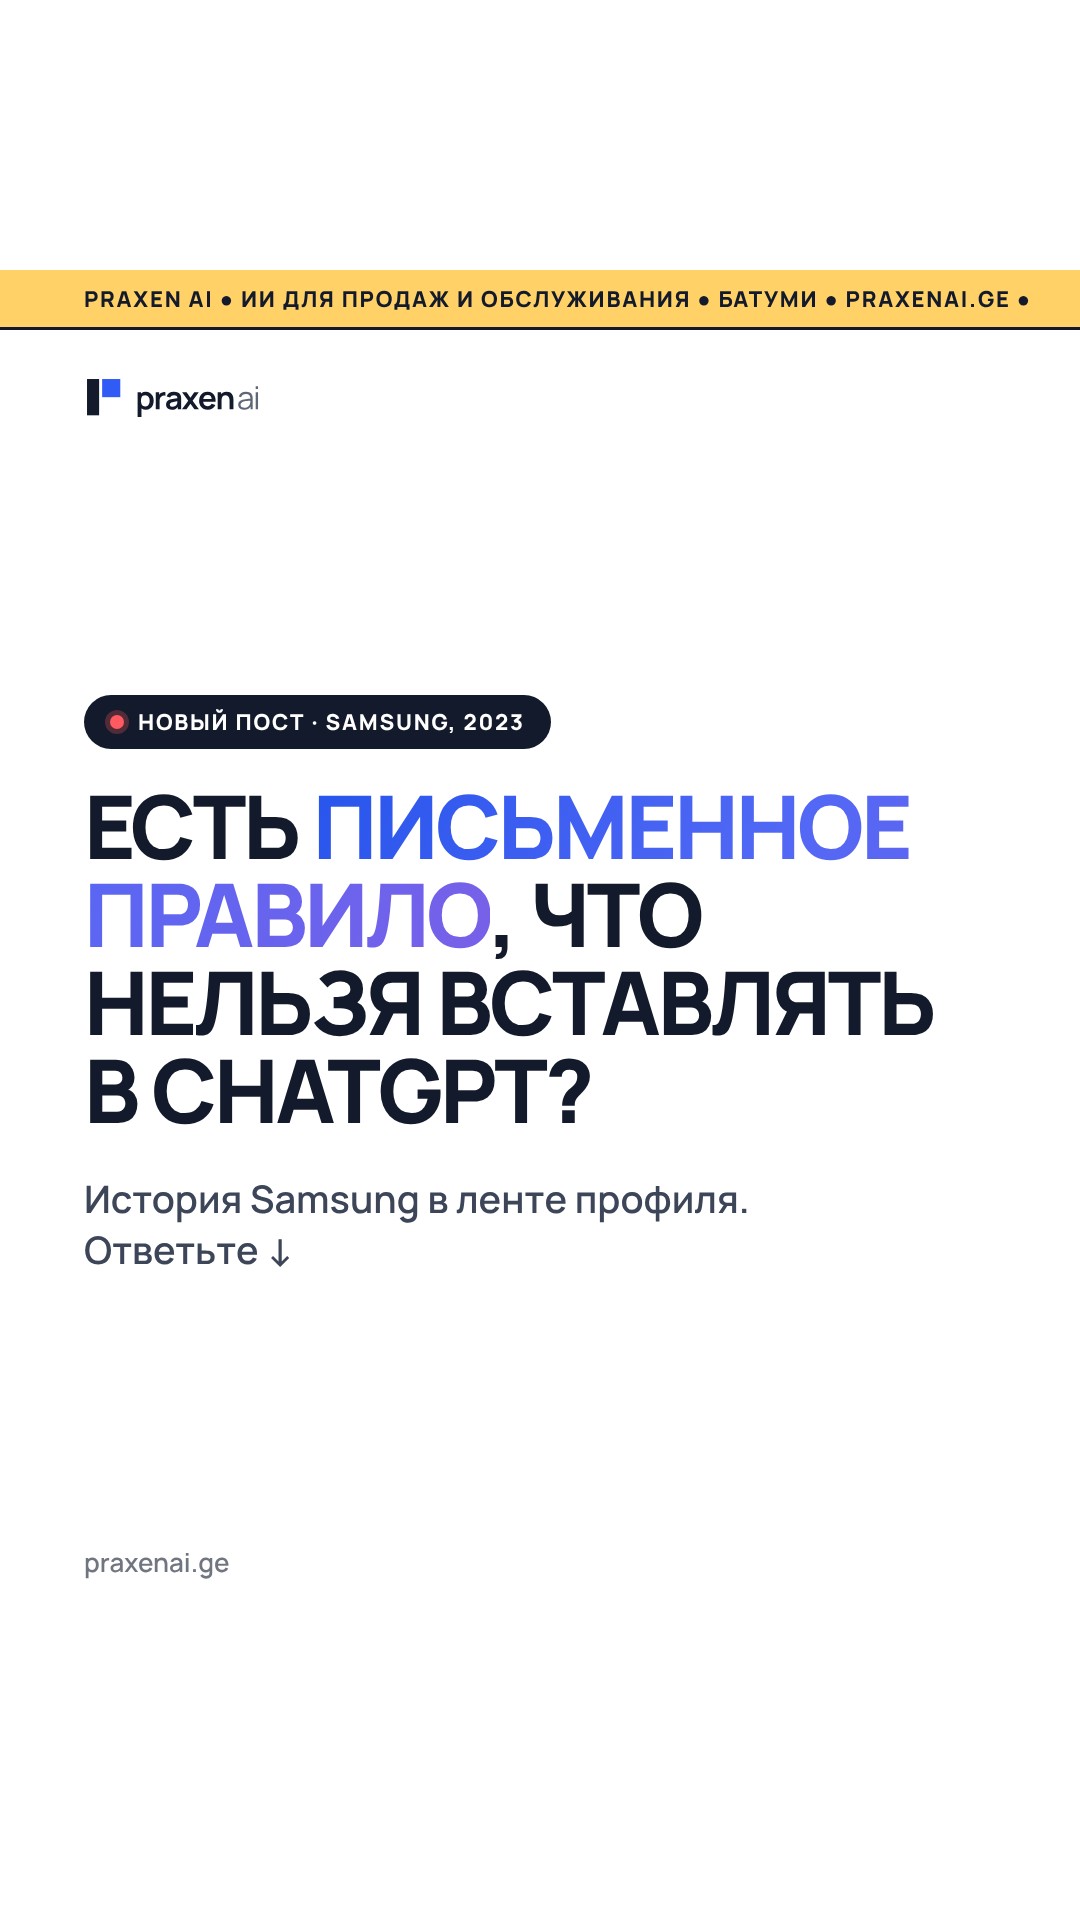 PRAXEN AI ● ИИ ДЛЯ ПРОДАЖ И ОБСЛУЖИВАНИЯ ● БАТУМИ ● PRAXENAI.GE ●
praxen ai
НОВЫЙ ПОСТ · SAMSUNG, 2023
ЕСТЬ ПИСЬМЕННОЕ
ПРАВИЛО, ЧТО
НЕЛЬЗЯ ВСТАВЛЯТЬ
В CHATGPT?
История Samsung в ленте профиля.
Ответьте ↓
praxenai.ge